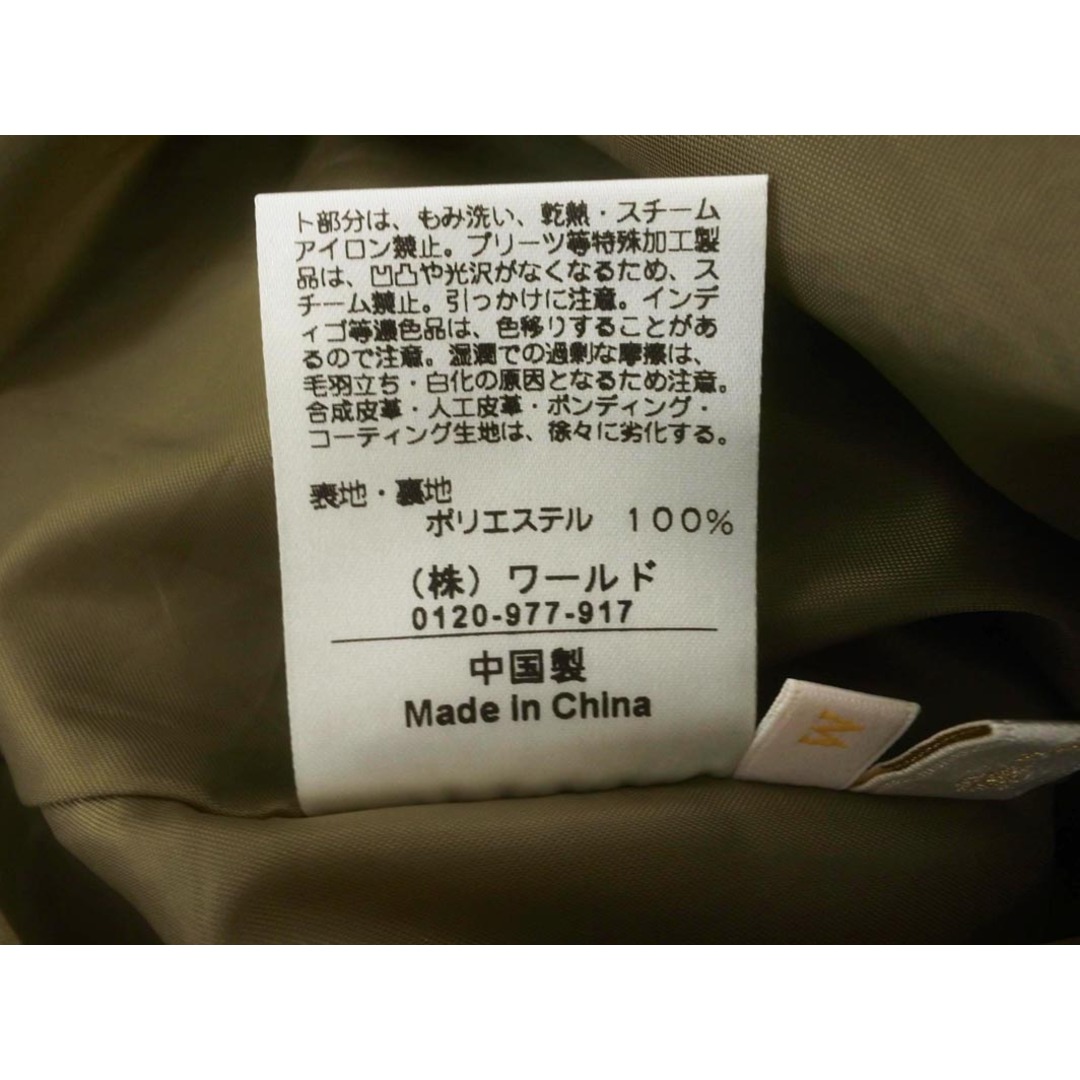 ト部分は、もみ洗い、乾熱・スチーム
アイロン禁止。プリーツ等特殊加工製
品は、凹凸や光沢がなくなるため、ス
チーム禁止。引っかけに注意。インデ
ィゴ等濃色品は、色移りすることがあ
るので注意。湿潤での過剰な摩擦は、
毛羽立ち・白化の原因となるため注意。
合成皮革・人工皮革・ボンディング・
コーティング生地は、徐々に劣化する。
表地・裏地
ポリエステル 100%
(株) ワールド
0120-977-917
中国製
Made in China
M